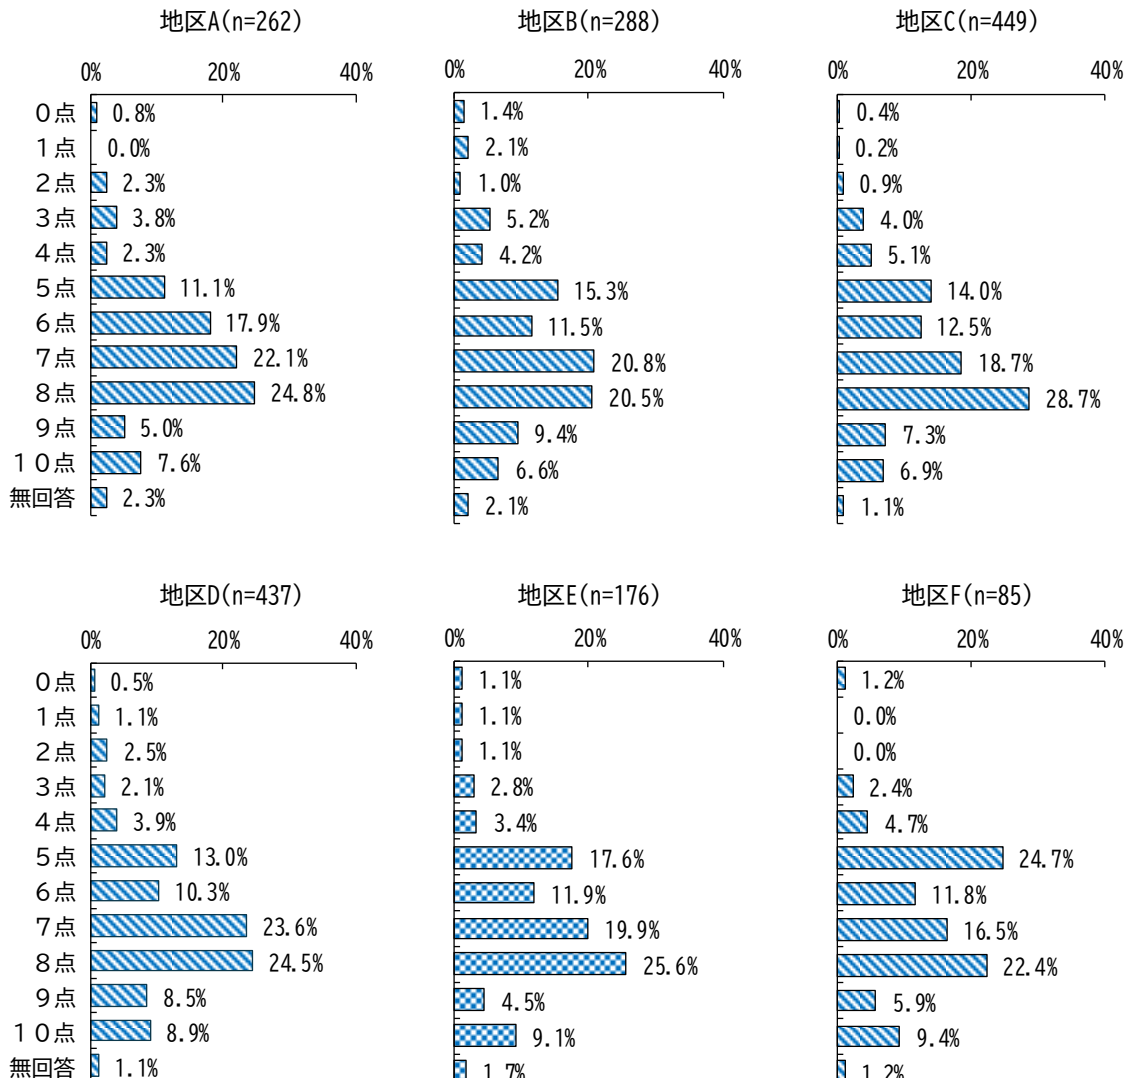 地区A(n=262)
地区B(n=288)
地区C(n=449)
0% 20% 40%
0% 20% 40%
0% 20% 40%
0点 0.8% 1.4% 0.4%
1点 0.0% 2.1% 0.2%
2点 2.3% 1.0% 0.9%
3点 3.8% 5.2% 4.0%
4点 2.3% 4.2% 5.1%
5点 11.1% 15.3% 14.0%
6点 17.9% 11.5% 12.5%
7点 22.1% 20.8% 18.7%
8点 24.8% 20.5% 28.7%
9点 5.0% 9.4% 7.3%
10点 7.6% 6.6% 6.9%
無回答 2.3% 2.1% 1.1%
地区D(n=437)
地区E(n=176)
地区F(n=85)
0% 20% 40%
0% 20% 40%
0% 20% 40%
0点 0.5% 1.1% 1.2%
1点 1.1% 1.1% 0.0%
2点 2.5% 1.1% 0.0%
3点 2.1% 2.8% 2.4%
4点 3.9% 3.4% 4.7%
5点 13.0% 17.6% 24.7%
6点 10.3% 11.9% 11.8%
7点 23.6% 19.9% 16.5%
8点 24.5% 25.6% 22.4%
9点 8.5% 4.5% 5.9%
10点 8.9% 9.1% 9.4%
無回答 1.1% 1.7% 1.2%